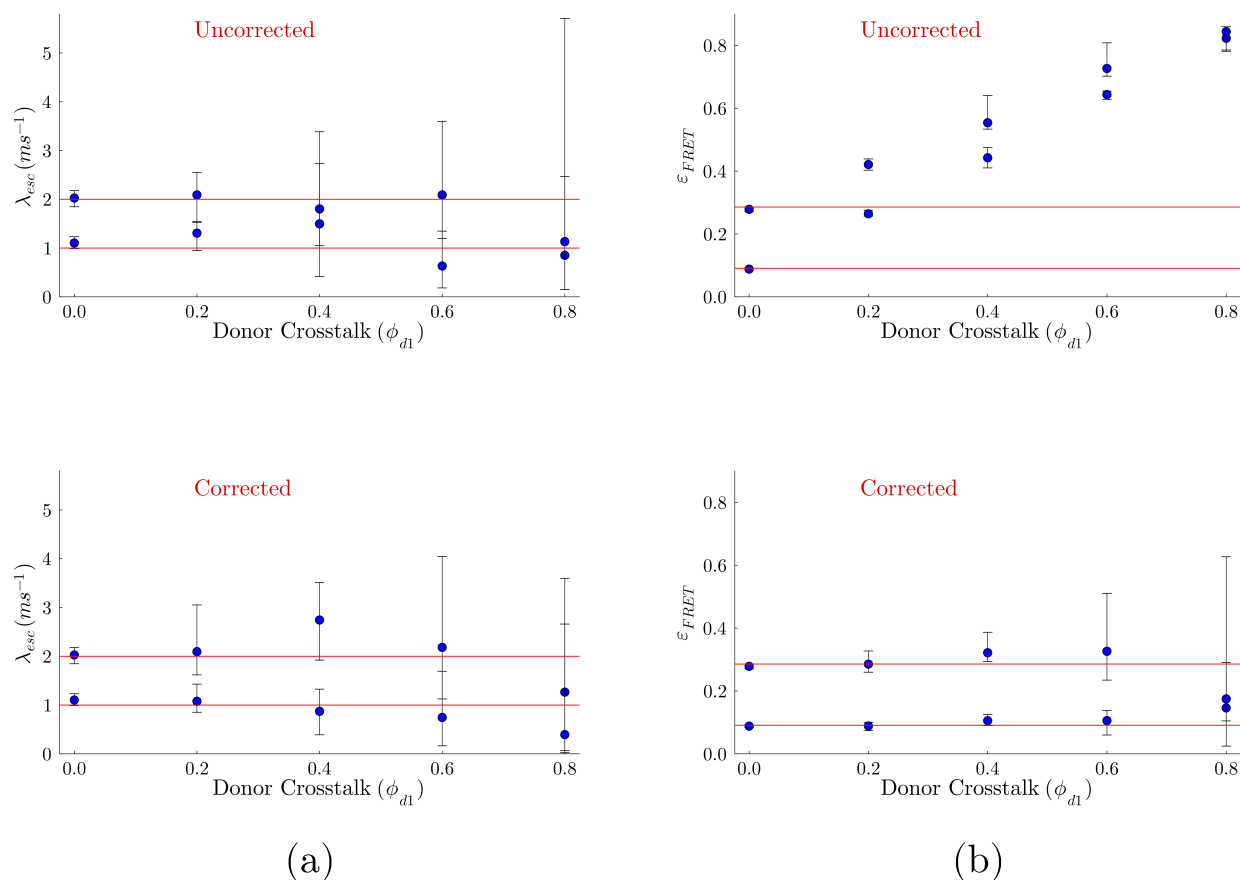 Uncorrected
λ_esc (ms⁻¹)
5
4
3
2
1
0
0.0 0.2 0.4 0.6 0.8
Donor Crosstalk (ϕ_d1)
Uncorrected
ε_FRET
0.8
0.6
0.4
0.2
0.0
0.0 0.2 0.4 0.6 0.8
Donor Crosstalk (ϕ_d1)
Corrected
λ_esc (ms⁻¹)
5
4
3
2
1
0
0.0 0.2 0.4 0.6 0.8
Donor Crosstalk (ϕ_d1)
Corrected
ε_FRET
0.8
0.6
0.4
0.2
0.0
0.0 0.2 0.4 0.6 0.8
Donor Crosstalk (ϕ_d1)
(a)
(b)